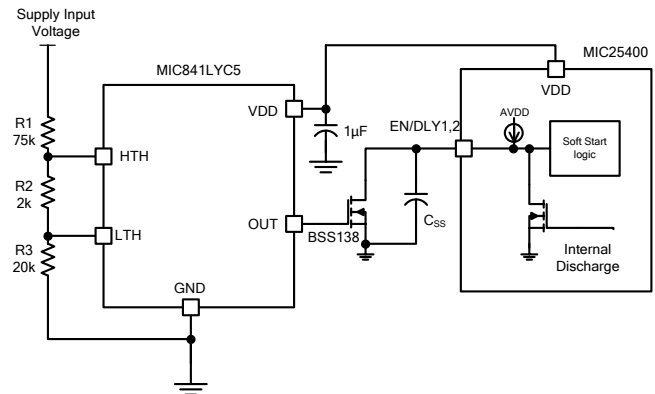 Supply Input
Voltage
MIC841LYC5
MIC25400
R1
75k
HTH
R2
2k
LTH
R3
20k
VDD
1µF
OUT
GND
BSS138
EN/DLY1,2
CSS
VDD
AVDD
Soft Start
logic
Internal
Discharge